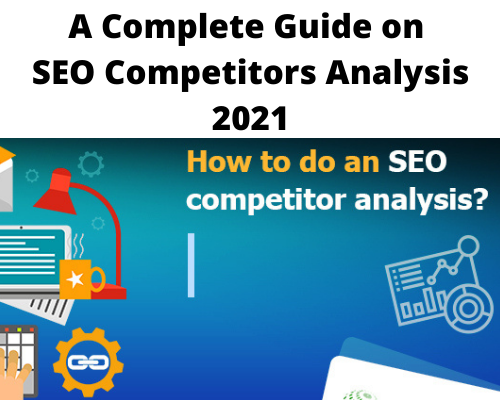 A Complete Guide on
SEO Competitors Analysis
2021
How to do an SEO
competitor analysis?